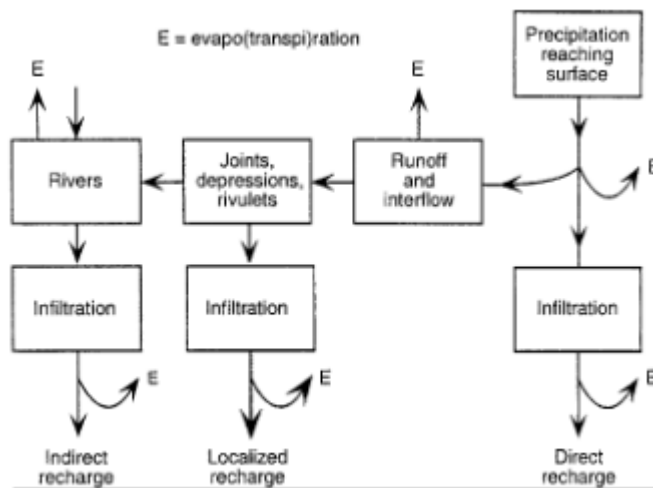 E = evapo(transpi)ration
Precipitation
reaching
surface
E
E
Rivers
Joints,
depressions,
rivulets
Runoff
and
interflow
E
Infiltration
Infiltration
Infiltration
E
E
E
Indirect
recharge
Localized
recharge
Direct
recharge